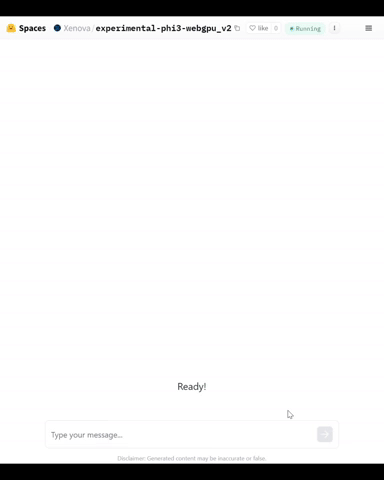 Spaces Xenova/experimental-phi3-webgpu_v2 like 0 Running
Ready!
Type your message...
Disclaimer: Generated content may be inaccurate or false.